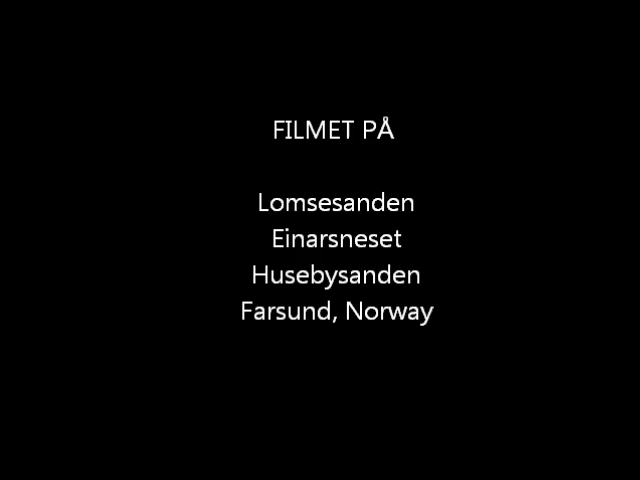 FILMET PÅ
Lomsesanden
Einarsneset
Husebysanden
Farsund, Norway